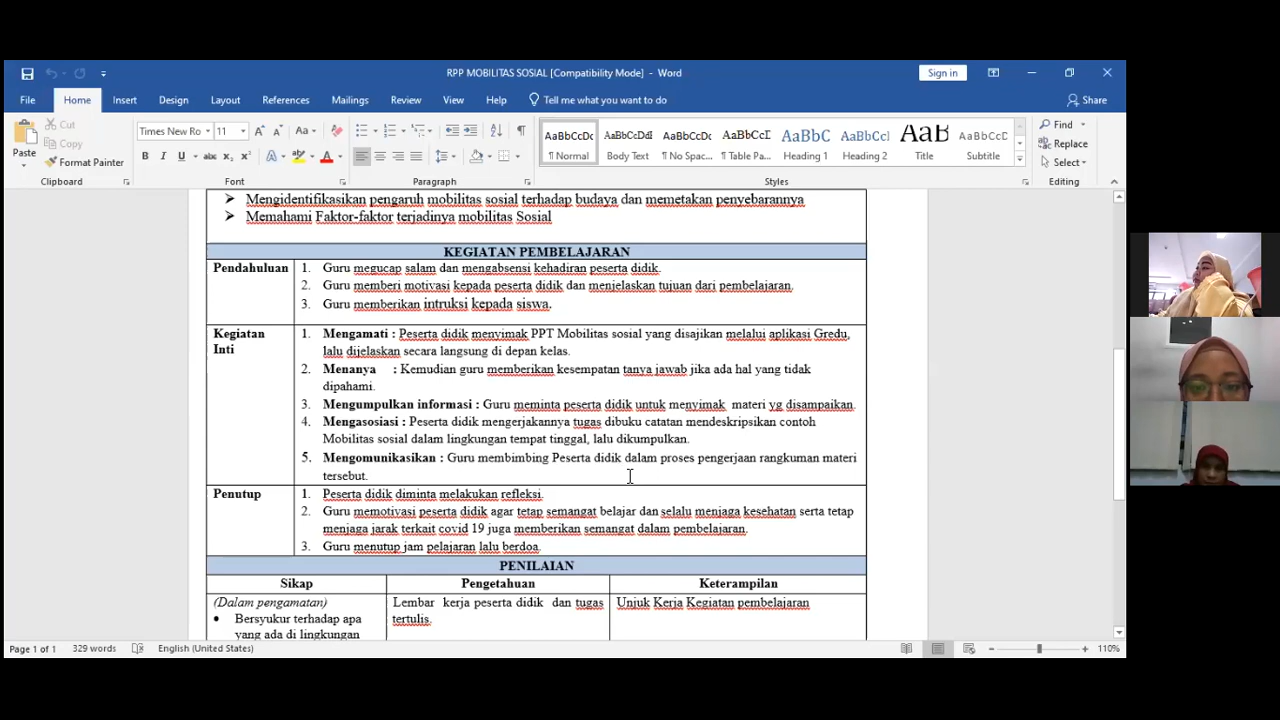 RPP MOBILITAS SOSIAL [Compatibility Mode] - Word
Sign in
File Home Insert Design Layout References Mailings Review View Help Tell me what you want to do Share
Paste
Cut
Copy
Format Painter
Clipboard
Times New Ro 11
Font
Paragraph
AaBbCcDc AaBbCcDdI AaBbCcDc AaBbCcD AaBbC AaBbCcI AaB AaBbCcD
¶ Normal Body Text ¶ No Spac... ¶ Table Pa... Heading 1 Heading 2 Title Subtitle
Styles
Find
Replace
Select
Editing
Mengidentifikasikan pengaruh mobilitas sosial terhadap budaya dan memetakan penyebarannya
Memahami Faktor-faktor terjadinya mobilitas Sosial
KEGIATAN PEMBELAJARAN
Pendahuluan
1. Guru megucap salam dan mengabsensi kehadiran peserta didik.
2. Guru memberi motivasi kepada peserta didik dan menjelaskan tujuan dari pembelajaran.
3. Guru memberikan intruksi kepada siswa.
Kegiatan
Inti
1. Mengamati : Peserta didik menyimak PPT Mobilitas sosial yang disajikan melalui aplikasi Gredu,
lalu dijelaskan secara langsung di depan kelas.
2. Menanya : Kemudian guru memberikan kesempatan tanya jawab jika ada hal yang tidak
dipahami.
3. Mengumpulkan informasi : Guru meminta peserta didik untuk menyimak materi yg disampaikan.
4. Mengasosiasi : Peserta didik mengerjakannya tugas dibuku catatan mendeskripsikan contoh
Mobilitas sosial dalam lingkungan tempat tinggal, lalu dikumpulkan.
5. Mengomunikasikan : Guru membimbing Peserta didik dalam proses pengerjaan rangkuman materi
tersebut.
Penutup
1. Peserta didik diminta melakukan refleksi.
2. Guru memotivasi peserta didik agar tetap semangat belajar dan selalu menjaga kesehatan serta tetap
menjaga jarak terkait covid 19 juga memberikan semangat dalam pembelajaran.
3. Guru menutup jam pelajaran lalu berdoa.
PENILAIAN
Sikap Pengetahuan Keterampilan
(Dalam pengamatan)
• Bersyukur terhadap apa
yang ada di lingkungan
Lembar kerja peserta didik dan tugas
tertulis.
Unjuk Kerja Kegiatan pembelajaran
Page 1 of 1 329 words English (United States) 110%